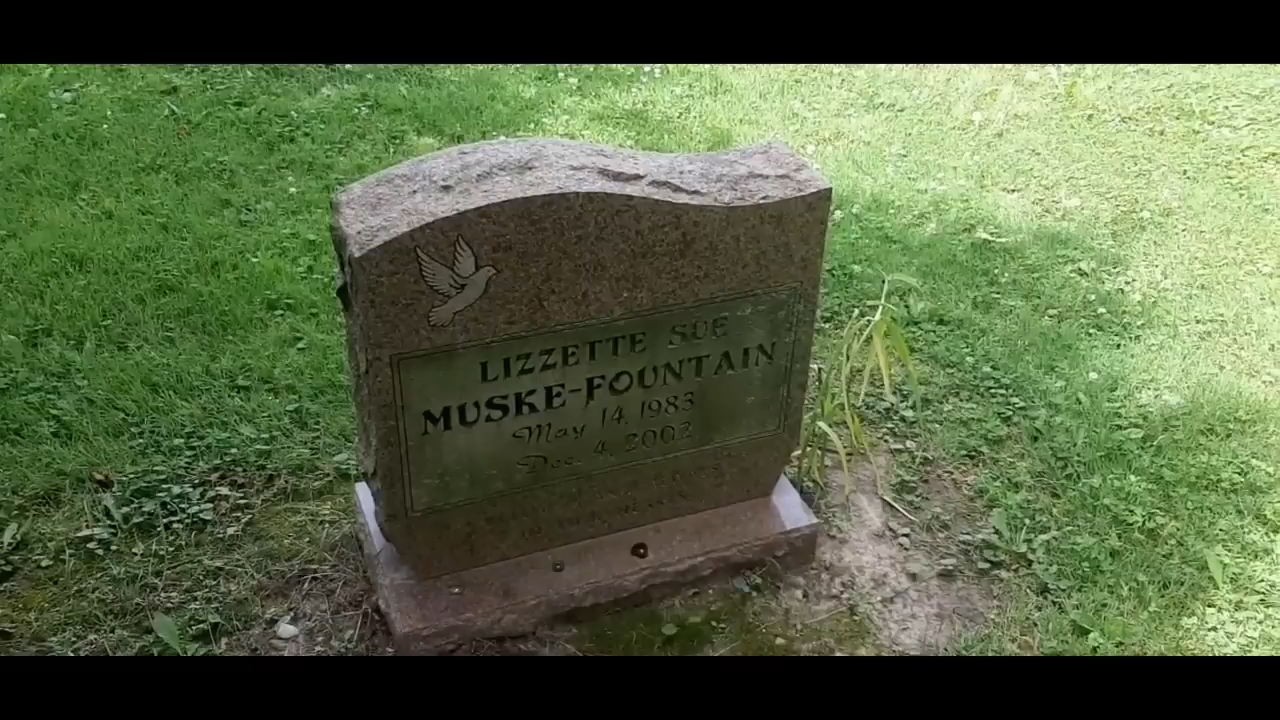 LIZZETTE SUE
MUSKE-FOUNTAIN
May 14, 1983
Dec. 4, 2002